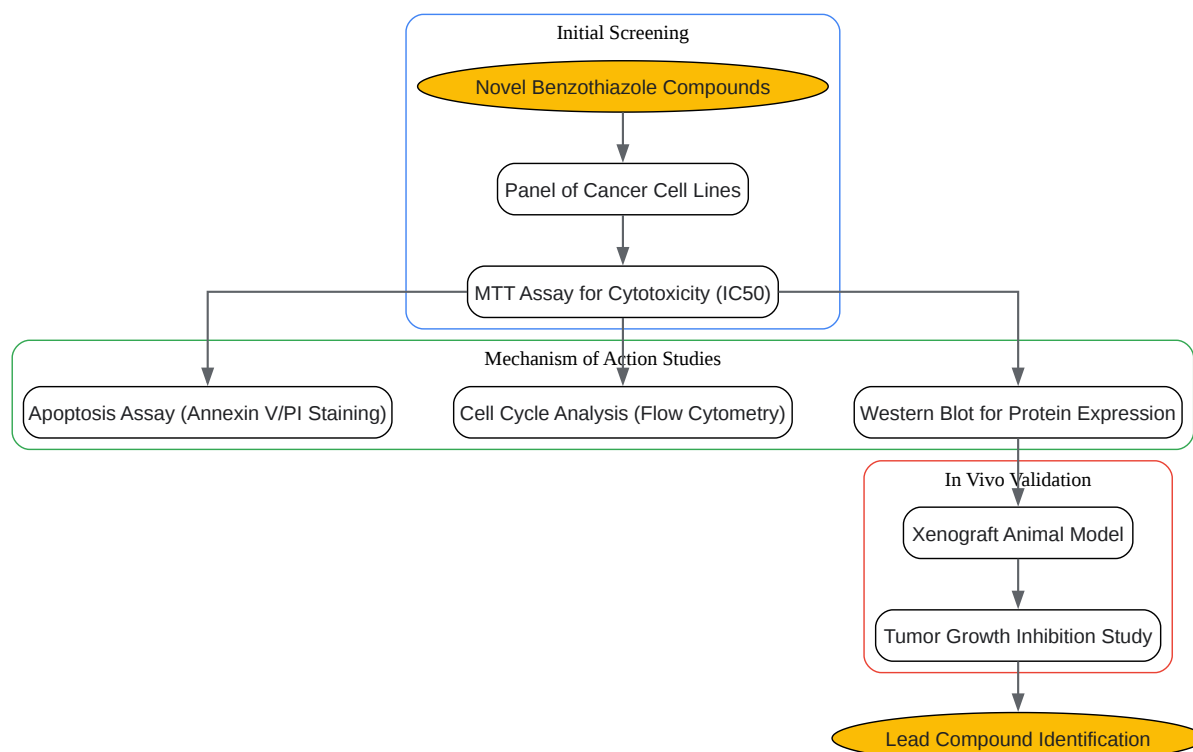 Initial Screening
Novel Benzothiazole Compounds
Panel of Cancer Cell Lines
MTT Assay for Cytotoxicity (IC50)
Mechanism of Action Studies
Apoptosis Assay (Annexin V/PI Staining)
Cell Cycle Analysis (Flow Cytometry)
Western Blot for Protein Expression
In Vivo Validation
Xenograft Animal Model
Tumor Growth Inhibition Study
Lead Compound Identification